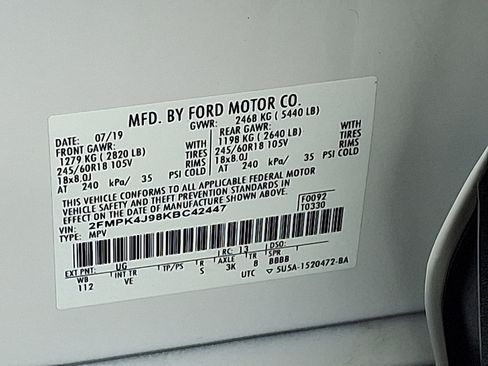 MFD. BY FORD MOTOR CO.
DATE: 07/19 GVWR: 2468 KG ( 5440 LB)
FRONT GAWR: REAR GAWR:
1279 KG ( 2820 LB) WITH 1198 KG ( 2640 LB) WITH
245/60R18 105V TIRES 245/60R18 105V TIRES
18x8.0J RIMS 18x8.0J RIMS
AT 240 kPa/ 35 PSI COLD AT 240 kPa/ 35 PSI COLD
THIS VEHICLE CONFORMS TO ALL APPLICABLE FEDERAL MOTOR
VEHICLE SAFETY AND THEFT PREVENTION STANDARDS IN
EFFECT ON THE DATE OF MANUFACTURE SHOWN ABOVE.
VIN: 2FMPK4J98KBC42447 F0092
TYPE: MPV T0330
EXT PNT: UG RC: 13 DSO:
WB INT TR TP/PS R AXLE TR SPR
112 VE S 3K 8 BBBB
UTC ▽ 5U5A-1520472-BA